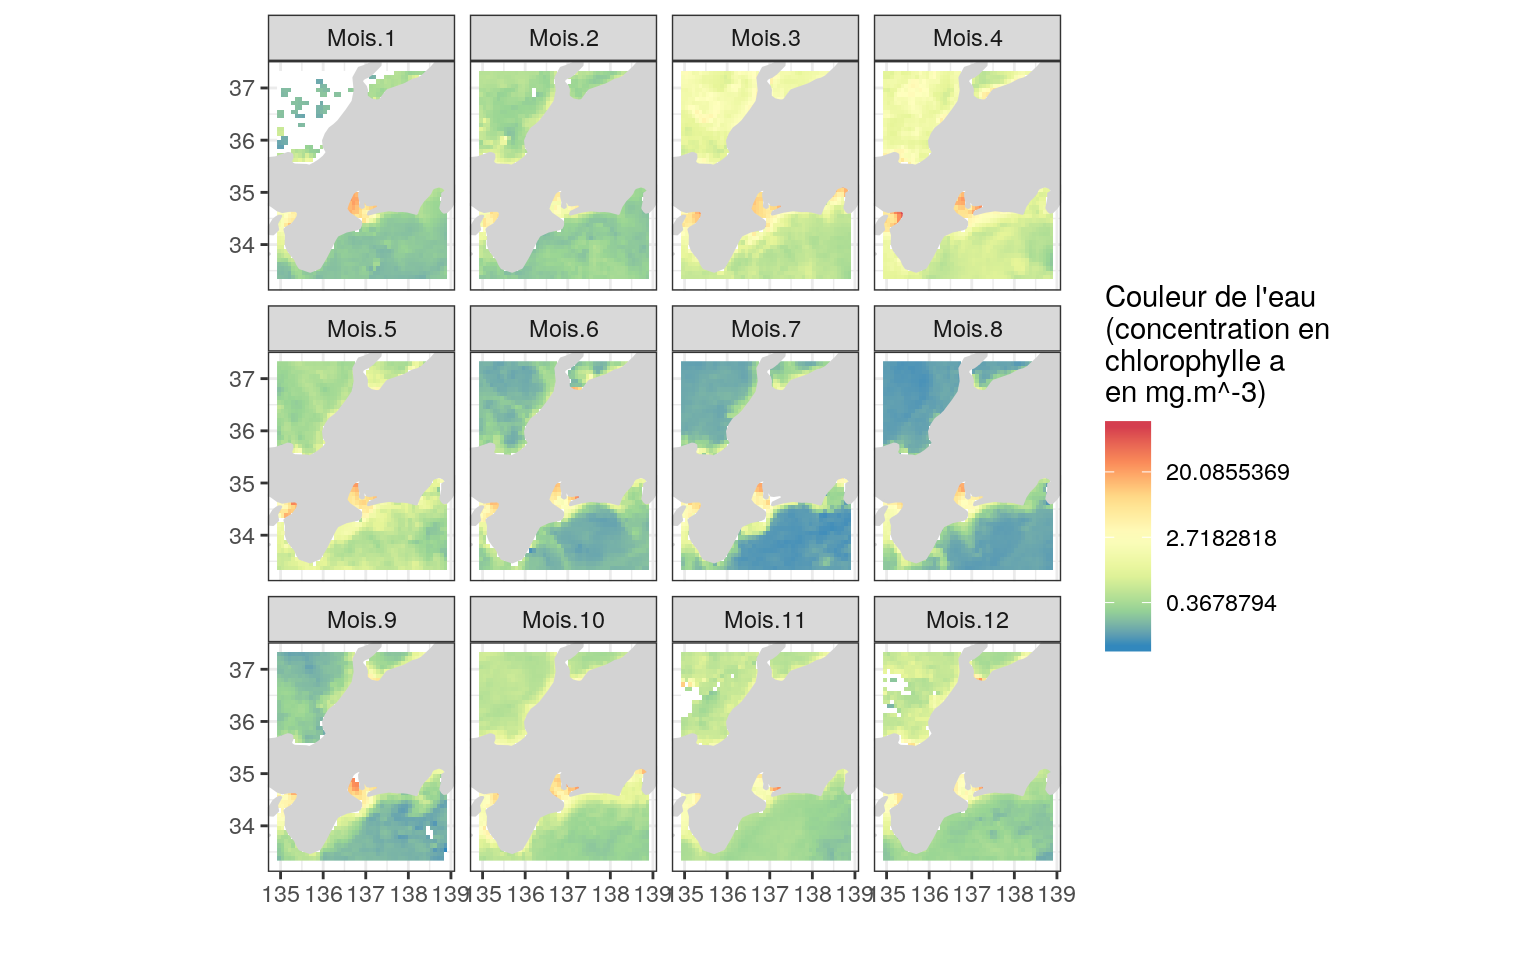 Mois.1 Mois.2 Mois.3 Mois.4
37
36
35
34
Mois.5 Mois.6 Mois.7 Mois.8
37
36
35
34
Mois.9 Mois.10 Mois.11 Mois.12
37
36
35
34
135 136 137 138 139 135 136 137 138 139 135 136 137 138 139 135 136 137 138 139
Couleur de l'eau
(concentration en
chlorophylle a
en mg.m^-3)
20.0855369
2.7182818
0.3678794